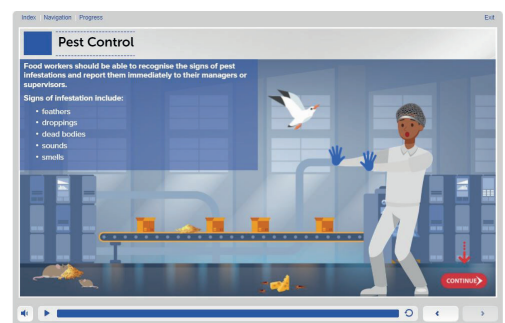 Index | Navigation | Progress
Exit
Pest Control
Food workers should be able to recognise the signs of pest
infestations and report them immediately to their managers or
supervisors.
Signs of infestation include:
• feathers
• droppings
• dead bodies
• sounds
• smells
CONTINUE